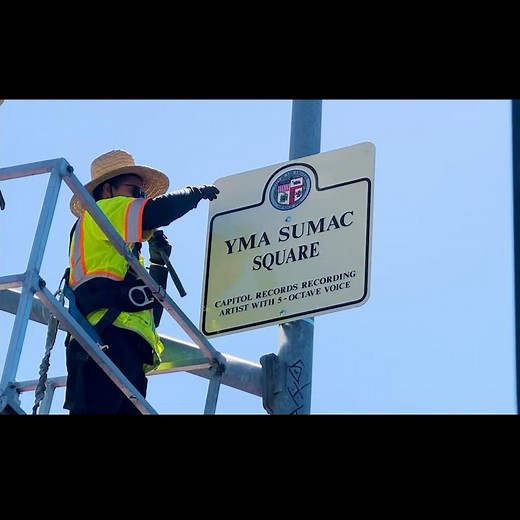 YMA SUMAC
SQUARE
CAPITOL RECORDS RECORDING
ARTIST WITH 5-OCTAVE VOICE